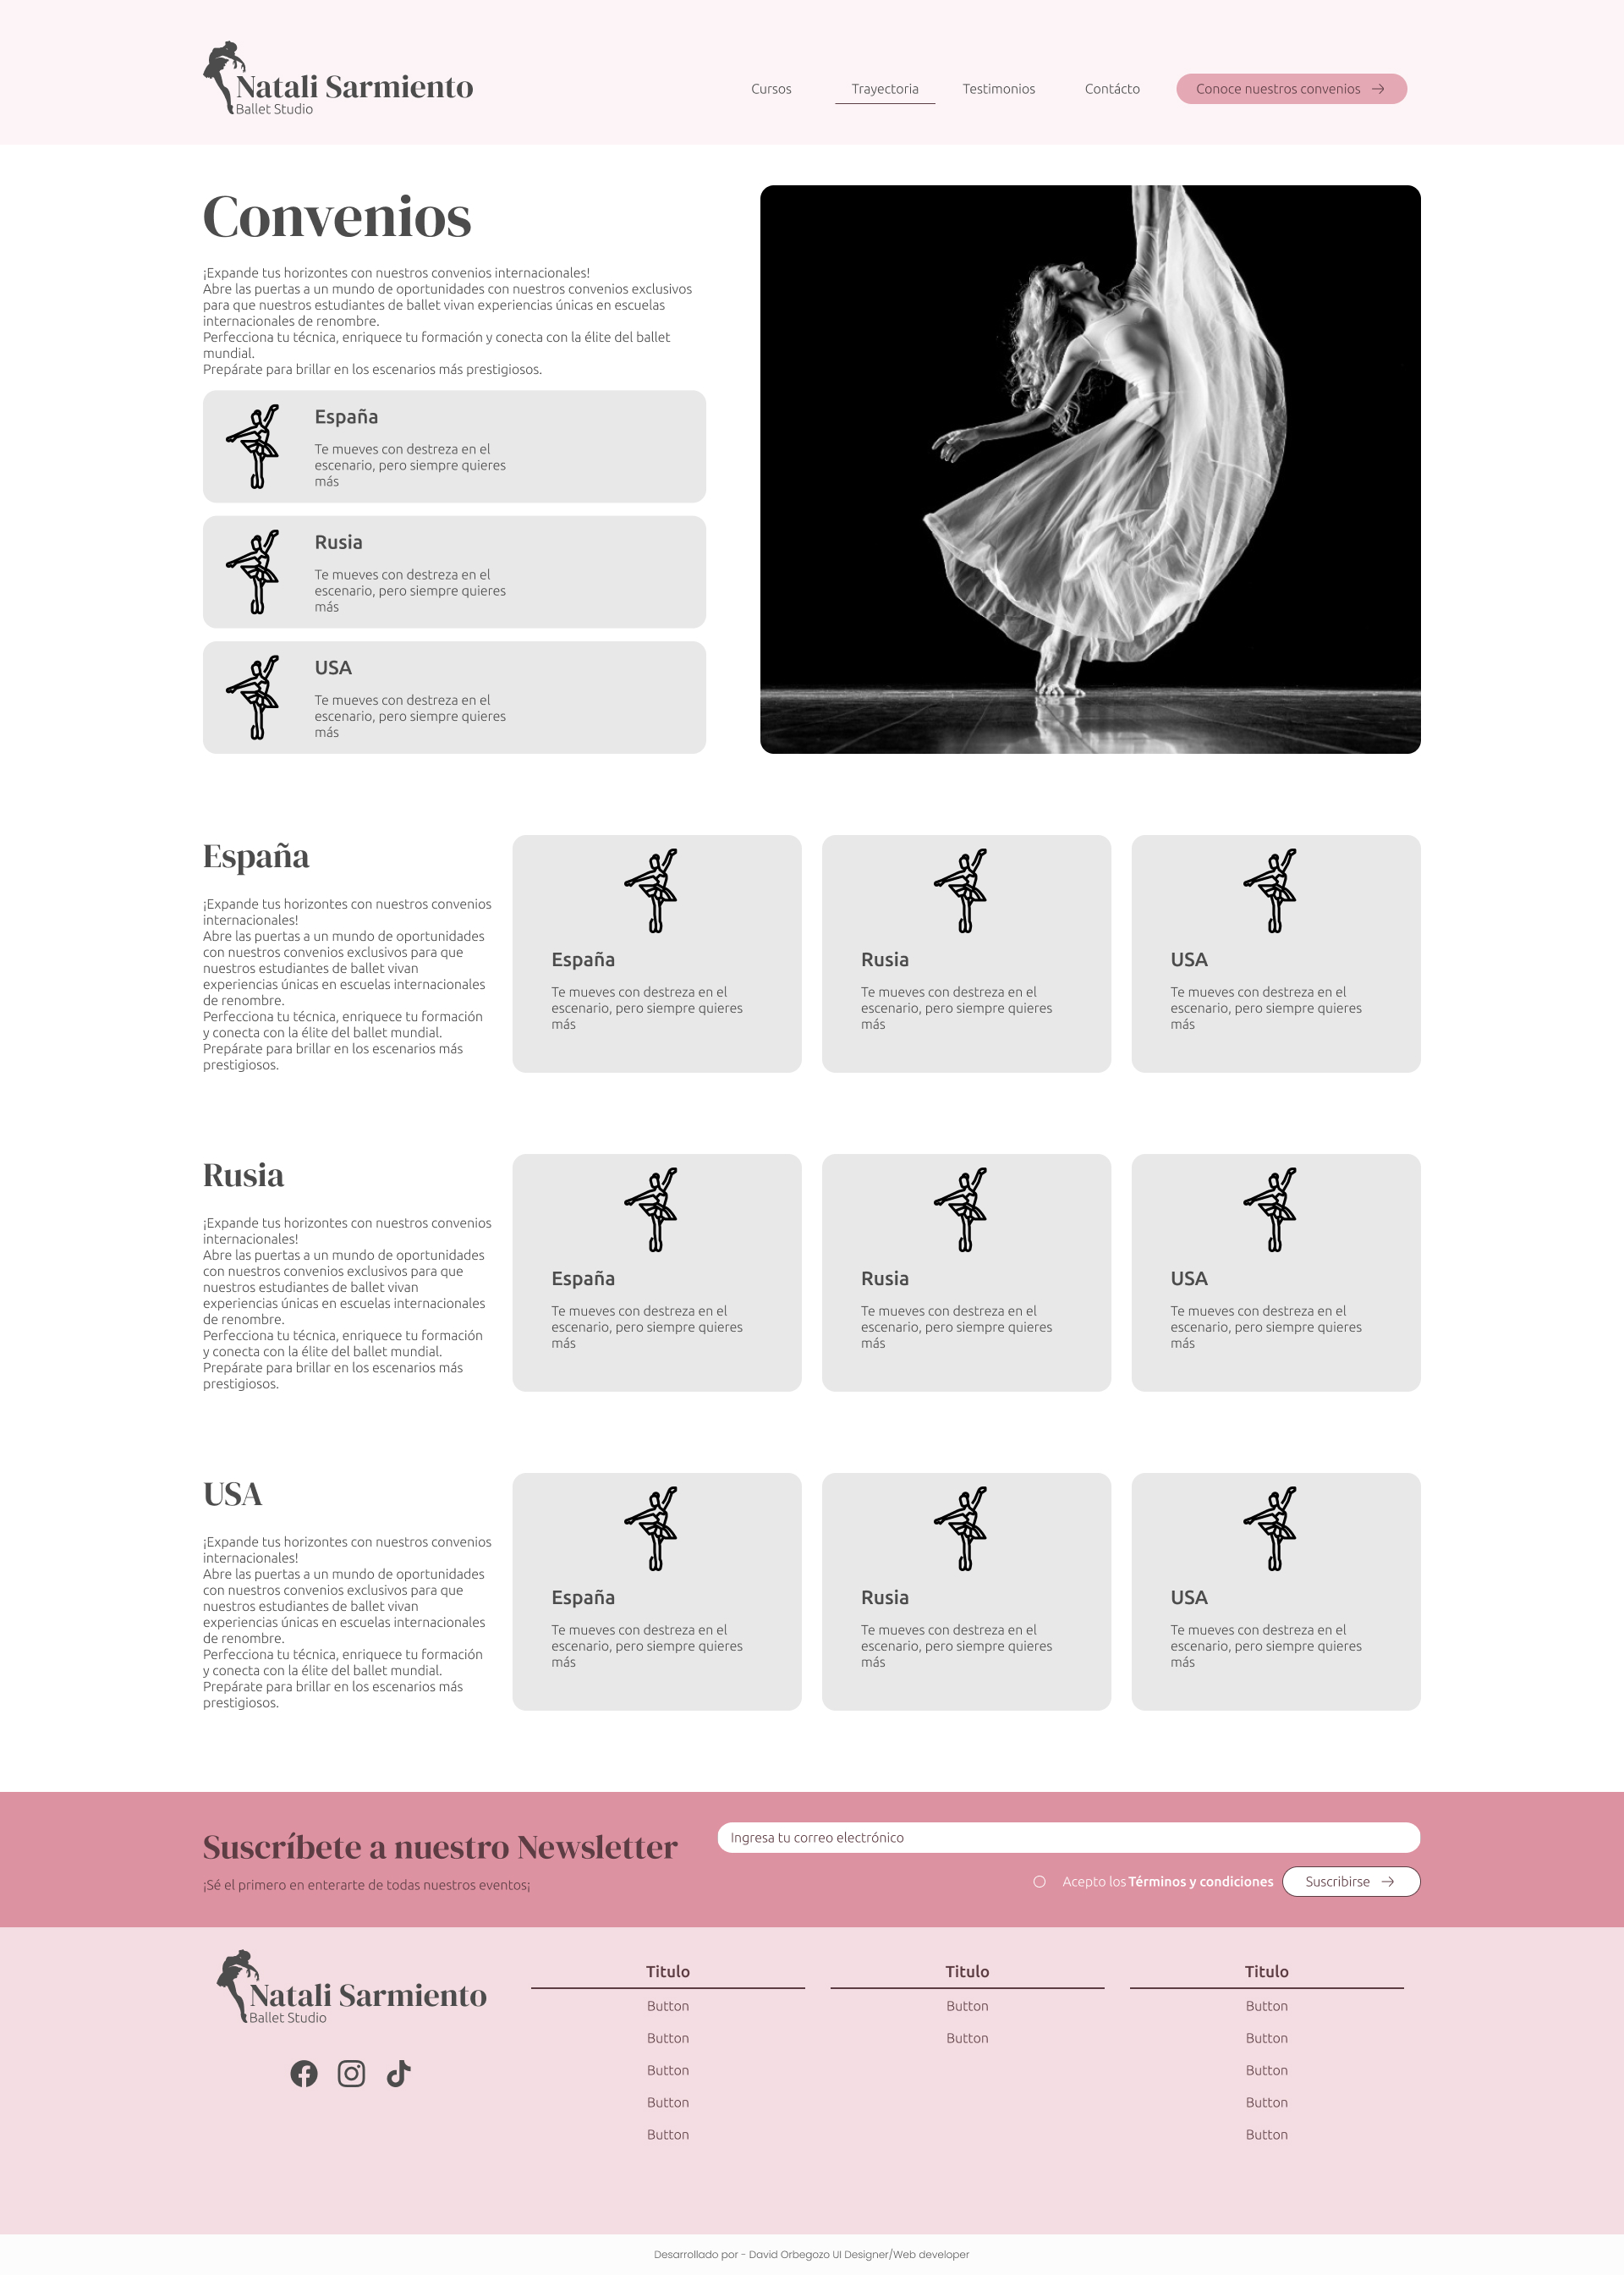 Natali Sarmiento
Ballet Studio
Cursos
Trayectoria
Testimonios
Contácto
Conoce nuestros convenios
Convenios
¡Expande tus horizontes con nuestros convenios internacionales!
Abre las puertas a un mundo de oportunidades con nuestros convenios exclusivos
para que nuestros estudiantes de ballet vivan experiencias únicas en escuelas
internacionales de renombre.
Perfecciona tu técnica, enriquece tu formación y conecta con la élite del ballet
mundial.
Prepárate para brillar en los escenarios más prestigiosos.
España
Te mueves con destreza en el
escenario, pero siempre quieres
más
Rusia
Te mueves con destreza en el
escenario, pero siempre quieres
más
USA
Te mueves con destreza en el
escenario, pero siempre quieres
más
España
¡Expande tus horizontes con nuestros convenios
internacionales!
Abre las puertas a un mundo de oportunidades
con nuestros convenios exclusivos para que
nuestros estudiantes de ballet vivan
experiencias únicas en escuelas internacionales
de renombre.
Perfecciona tu técnica, enriquece tu formación
y conecta con la élite del ballet mundial.
Prepárate para brillar en los escenarios más
prestigiosos.
España
Te mueves con destreza en el
escenario, pero siempre quieres
más
Rusia
Te mueves con destreza en el
escenario, pero siempre quieres
más
USA
Te mueves con destreza en el
escenario, pero siempre quieres
más
Rusia
¡Expande tus horizontes con nuestros convenios
internacionales!
Abre las puertas a un mundo de oportunidades
con nuestros convenios exclusivos para que
nuestros estudiantes de ballet vivan
experiencias únicas en escuelas internacionales
de renombre.
Perfecciona tu técnica, enriquece tu formación
y conecta con la élite del ballet mundial.
Prepárate para brillar en los escenarios más
prestigiosos.
España
Te mueves con destreza en el
escenario, pero siempre quieres
más
Rusia
Te mueves con destreza en el
escenario, pero siempre quieres
más
USA
Te mueves con destreza en el
escenario, pero siempre quieres
más
USA
¡Expande tus horizontes con nuestros convenios
internacionales!
Abre las puertas a un mundo de oportunidades
con nuestros convenios exclusivos para que
nuestros estudiantes de ballet vivan
experiencias únicas en escuelas internacionales
de renombre.
Perfecciona tu técnica, enriquece tu formación
y conecta con la élite del ballet mundial.
Prepárate para brillar en los escenarios más
prestigiosos.
España
Te mueves con destreza en el
escenario, pero siempre quieres
más
Rusia
Te mueves con destreza en el
escenario, pero siempre quieres
más
USA
Te mueves con destreza en el
escenario, pero siempre quieres
más
Suscríbete a nuestro Newsletter
¡Sé el primero en enterarte de todas nuestros eventos¡
Ingresa tu correo electrónico
Acepto los Términos y condiciones
Suscribirse
Natali Sarmiento
Ballet Studio
Titulo
Button
Button
Button
Button
Button
Titulo
Button
Button
Titulo
Button
Button
Button
Button
Button
Desarrollado por - David Orbegozo UI Designer/Web developer